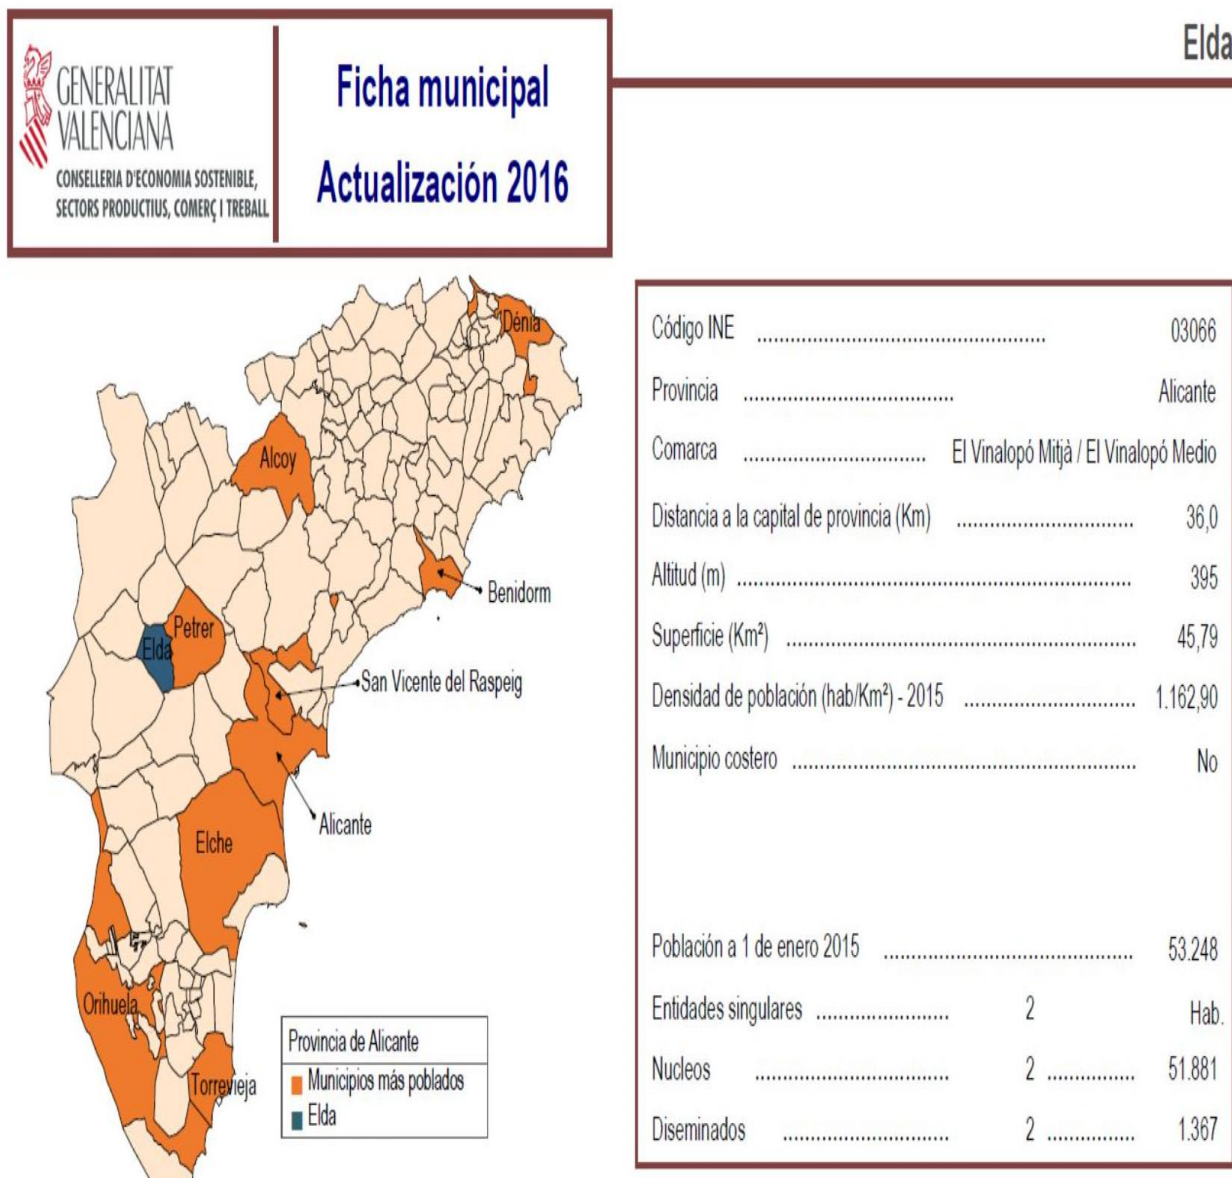 Elda
GENERALITAT
VALENCIANA
CONSELLERIA D'ECONOMIA SOSTENIBLE,
SECTORS PRODUCTIUS, COMERÇ I TREBALL
Ficha municipal
Actualización 2016
Dénia
Alcoy
Benidorm
Petrer
Elda
San Vicente del Raspeig
Alicante
Elche
Orihuela
Torrevieja
Provincia de Alicante
Municipios más poblados
Elda
Código INE .................................................... 03066
Provincia ...................................... Alicante
Comarca ................................. El Vinalopó Mitjà / El Vinalopó Medio
Distancia a la capital de provincia (Km) ................................ 36,0
Altitud (m) ....................................................................... 395
Superficie (Km²) ............................................................... 45,79
Densidad de población (hab/Km²) - 2015 ............................... 1.162,90
Municipio costero .............................................................. No
Población a 1 de enero 2015 ............................................. 53.248
Entidades singulares ........................ 2 Hab.
Nucleos ................................... 2 ................ 51.881
Diseminados .............................. 2 ................ 1.367